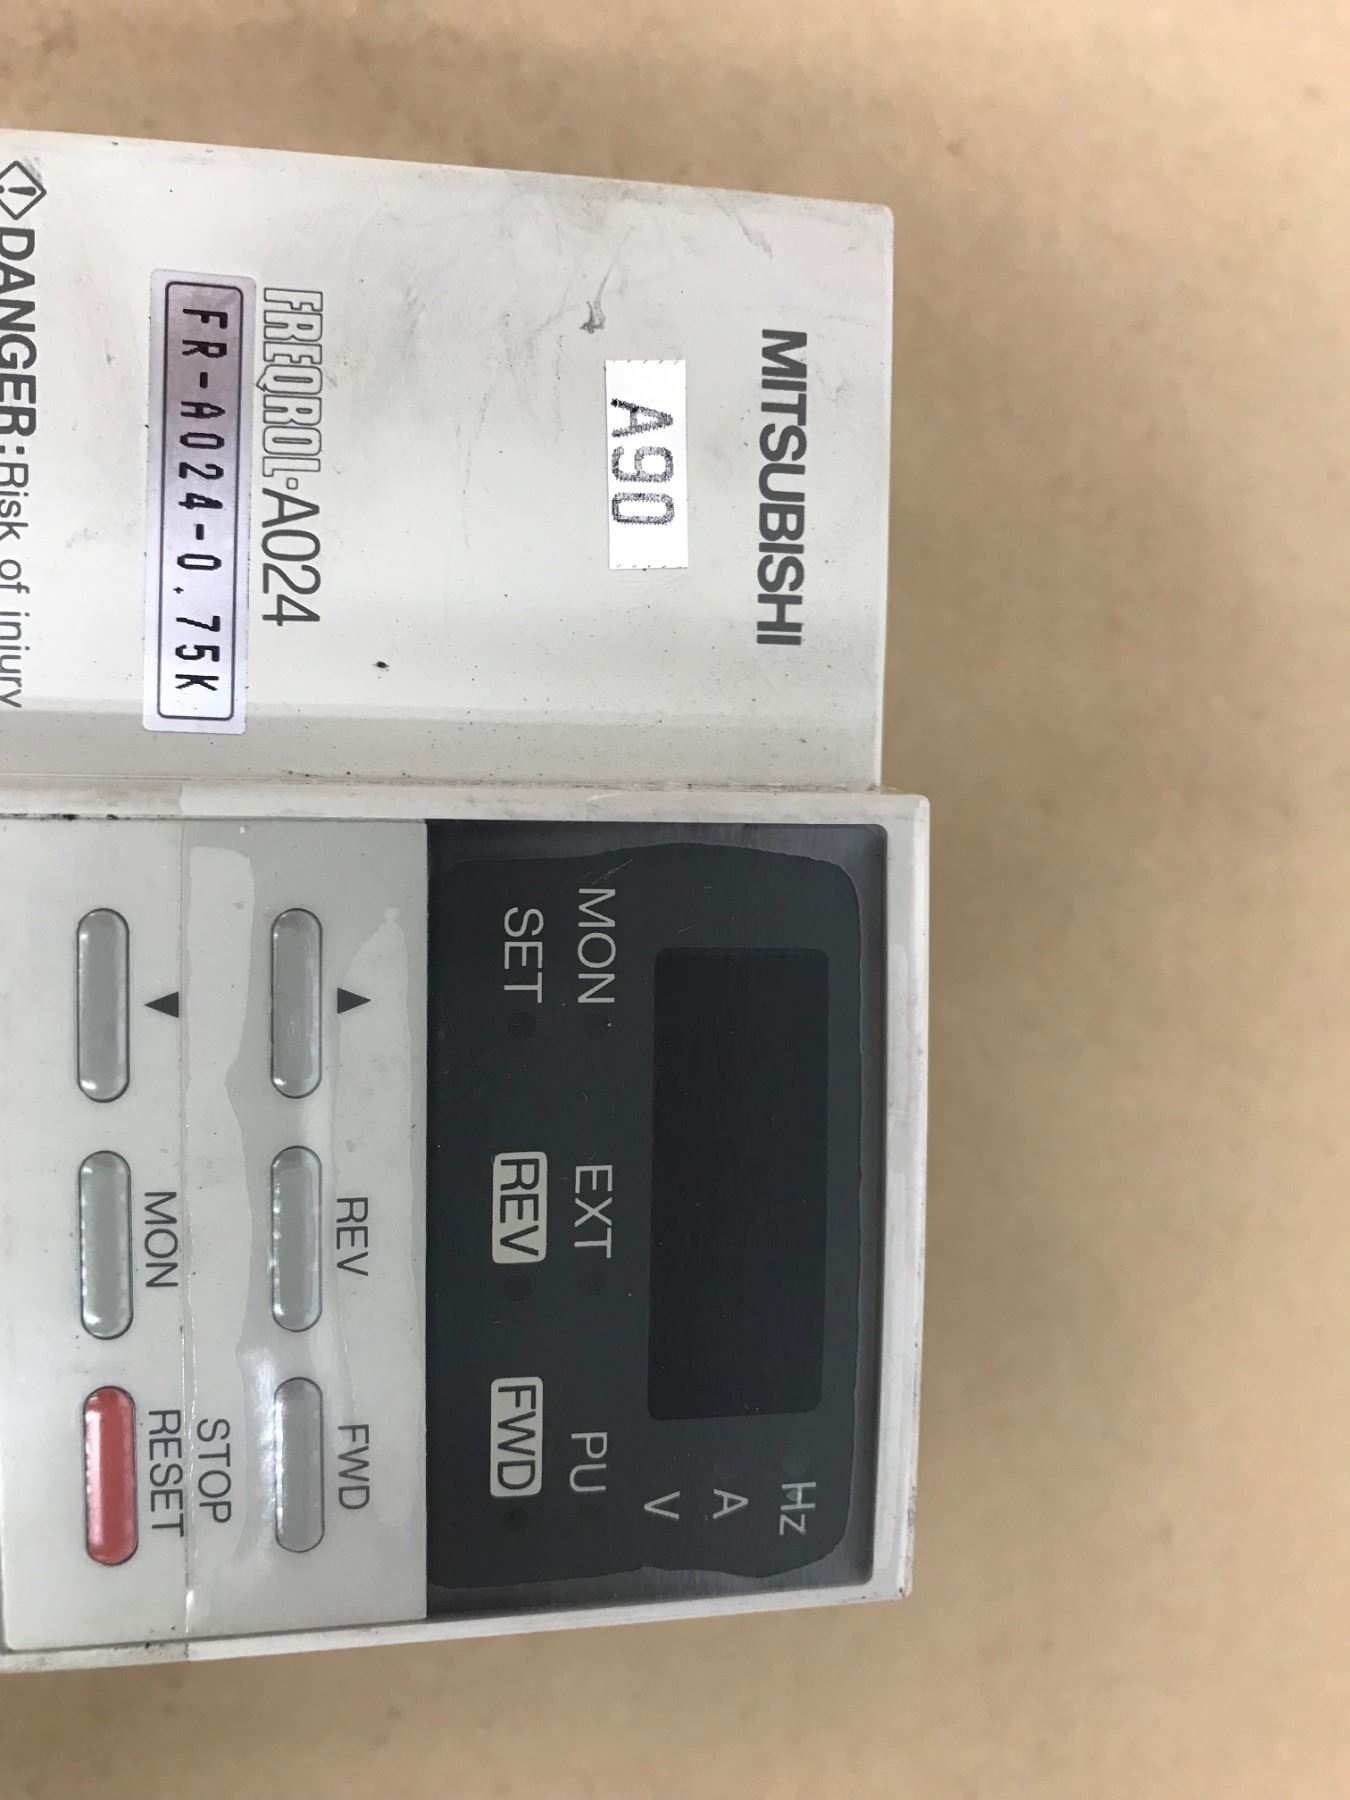 MITSUBISHI
A90
FREQROL-A024
FR-A024-0.75K
DANGER:Risk of injury
Hz
A
V
MON EXT PU
SET REV FWD
REV FWD
MON STOP
RESET